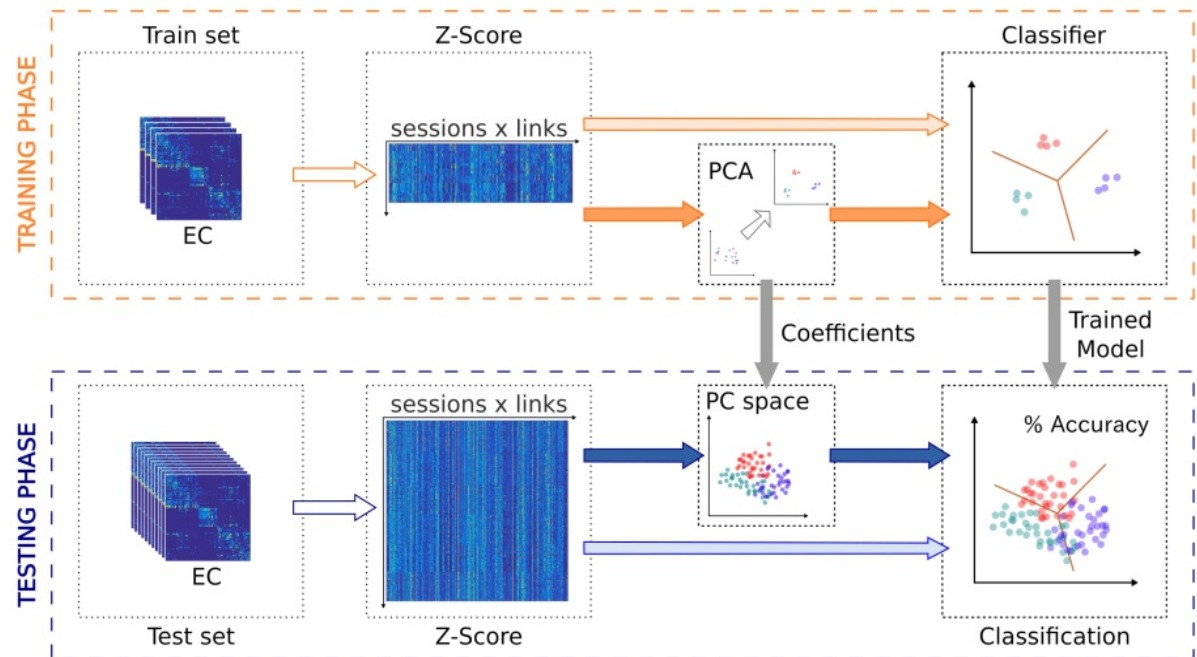 TRAINING PHASE
Train set
Z-Score
Classifier
sessions x links
PCA
EC
Coefficients
Trained
Model
TESTING PHASE
sessions x links
PC space
% Accuracy
EC
Test set
Z-Score
Classification